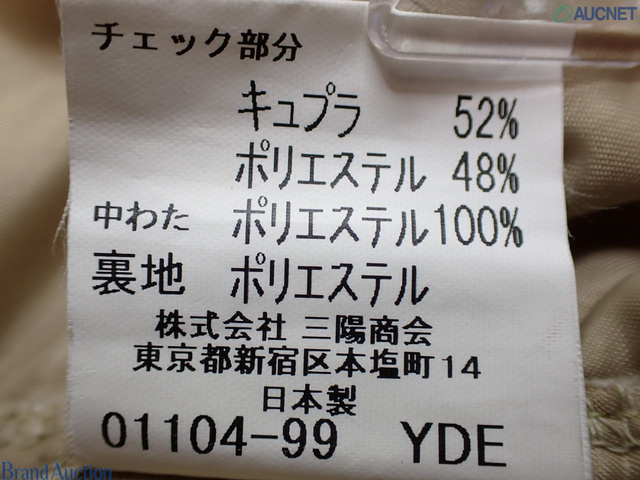 AUCNET
チェック部分
キュプラ 52%
ポリエステル 48%
中わた ポリエステル100%
裏地 ポリエステル
株式会社 三陽商会
東京都新宿区本塩町14
日本製
01104-99 YDE
Brand Auction